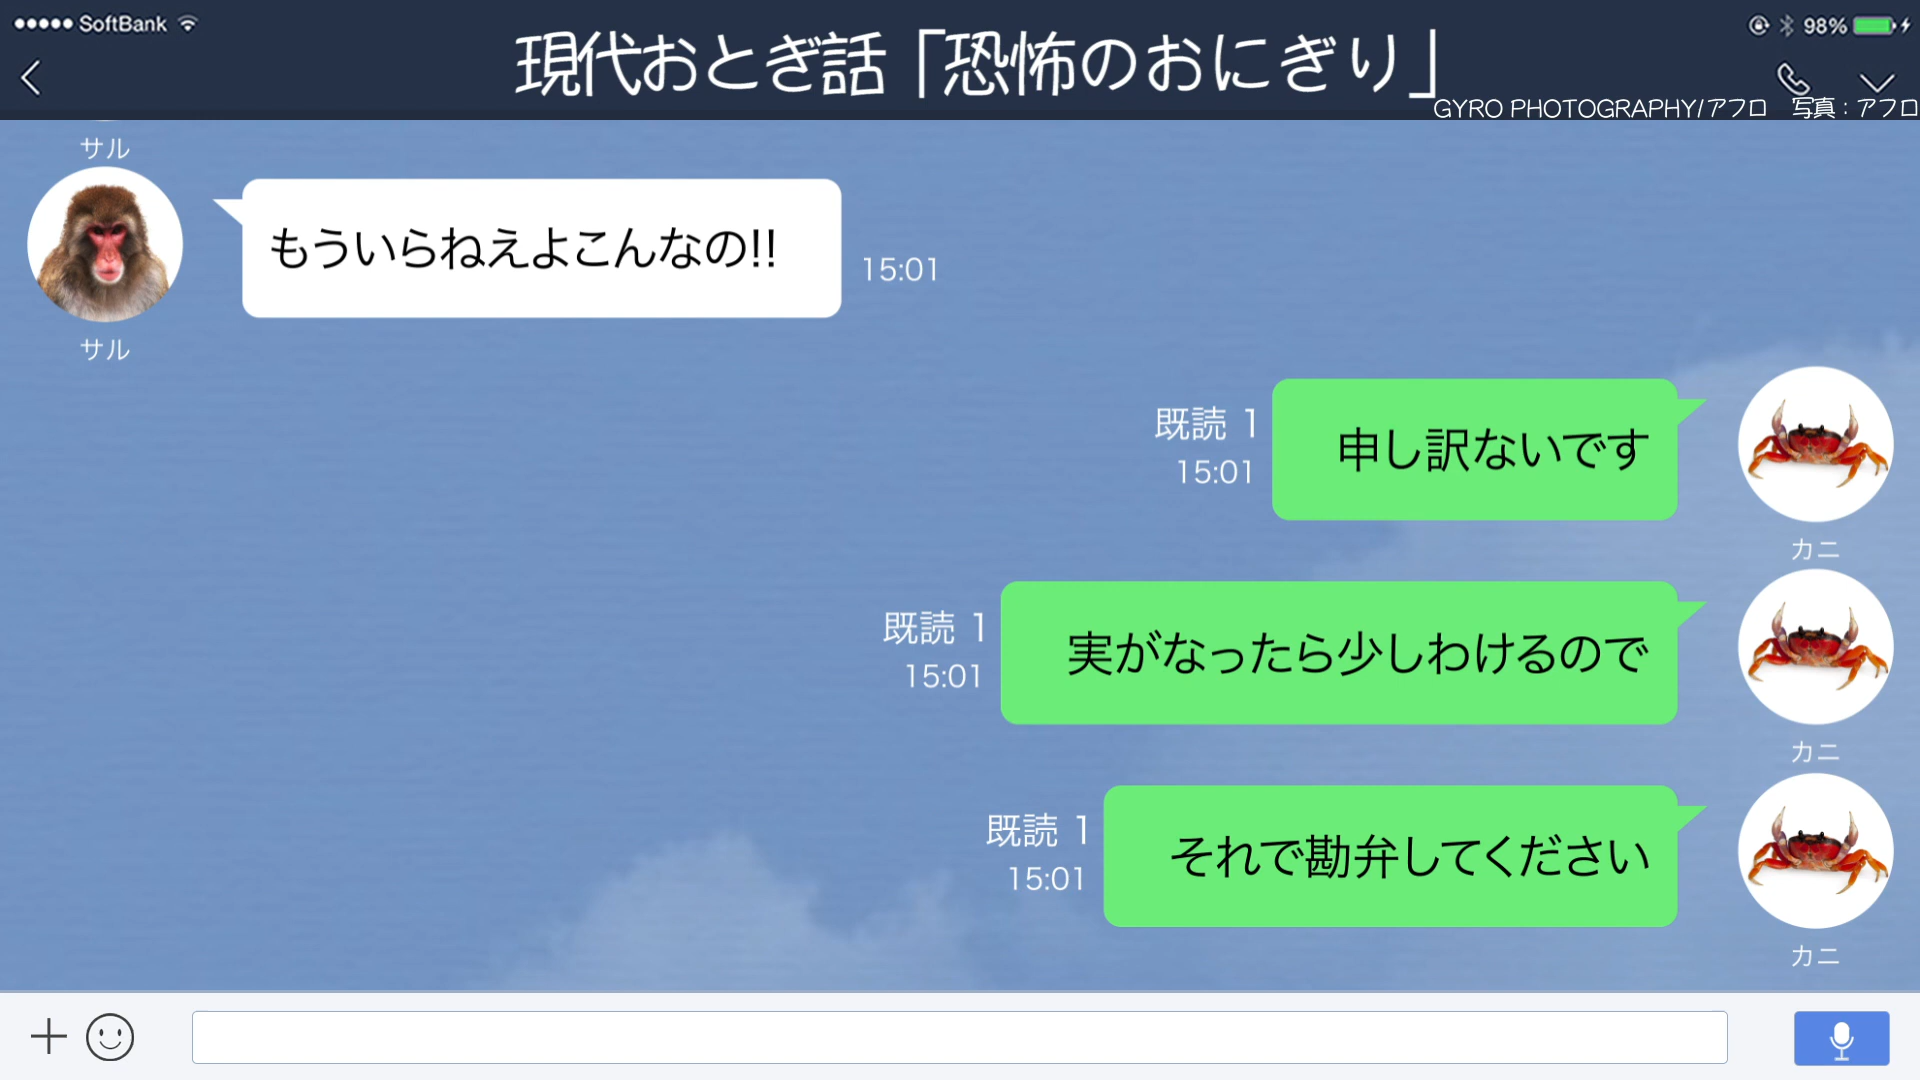 SoftBank
98%
現代おとぎ話「恐怖のおにぎり」
GYRO PHOTOGRAPHY/アフロ 写真：アフロ
サル
もういらねえよこんなの!!
15:01
サル
既読 1
15:01
申し訳ないです
カニ
既読 1
15:01
実がなったら少しわけるので
カニ
既読 1
15:01
それで勘弁してください
カニ